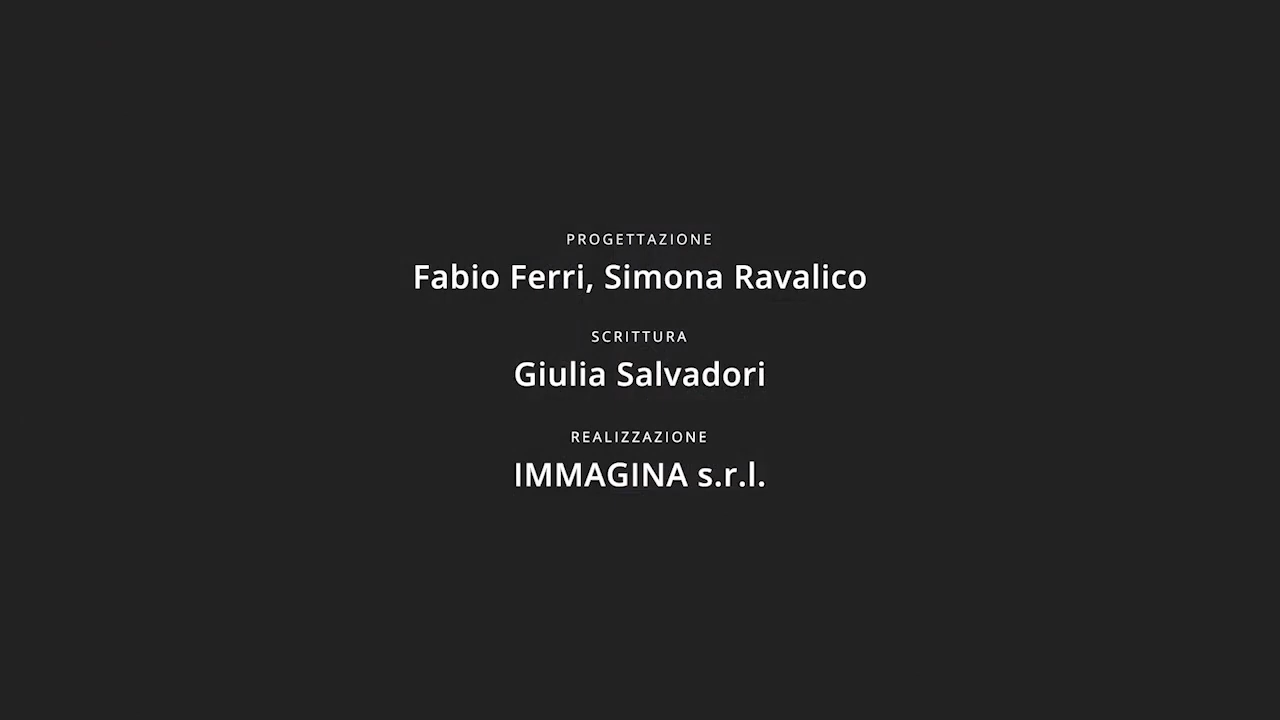 PROGETTAZIONE
Fabio Ferri, Simona Ravalico
SCRITTURA
Giulia Salvadori
REALIZZAZIONE
IMMAGINA s.r.l.